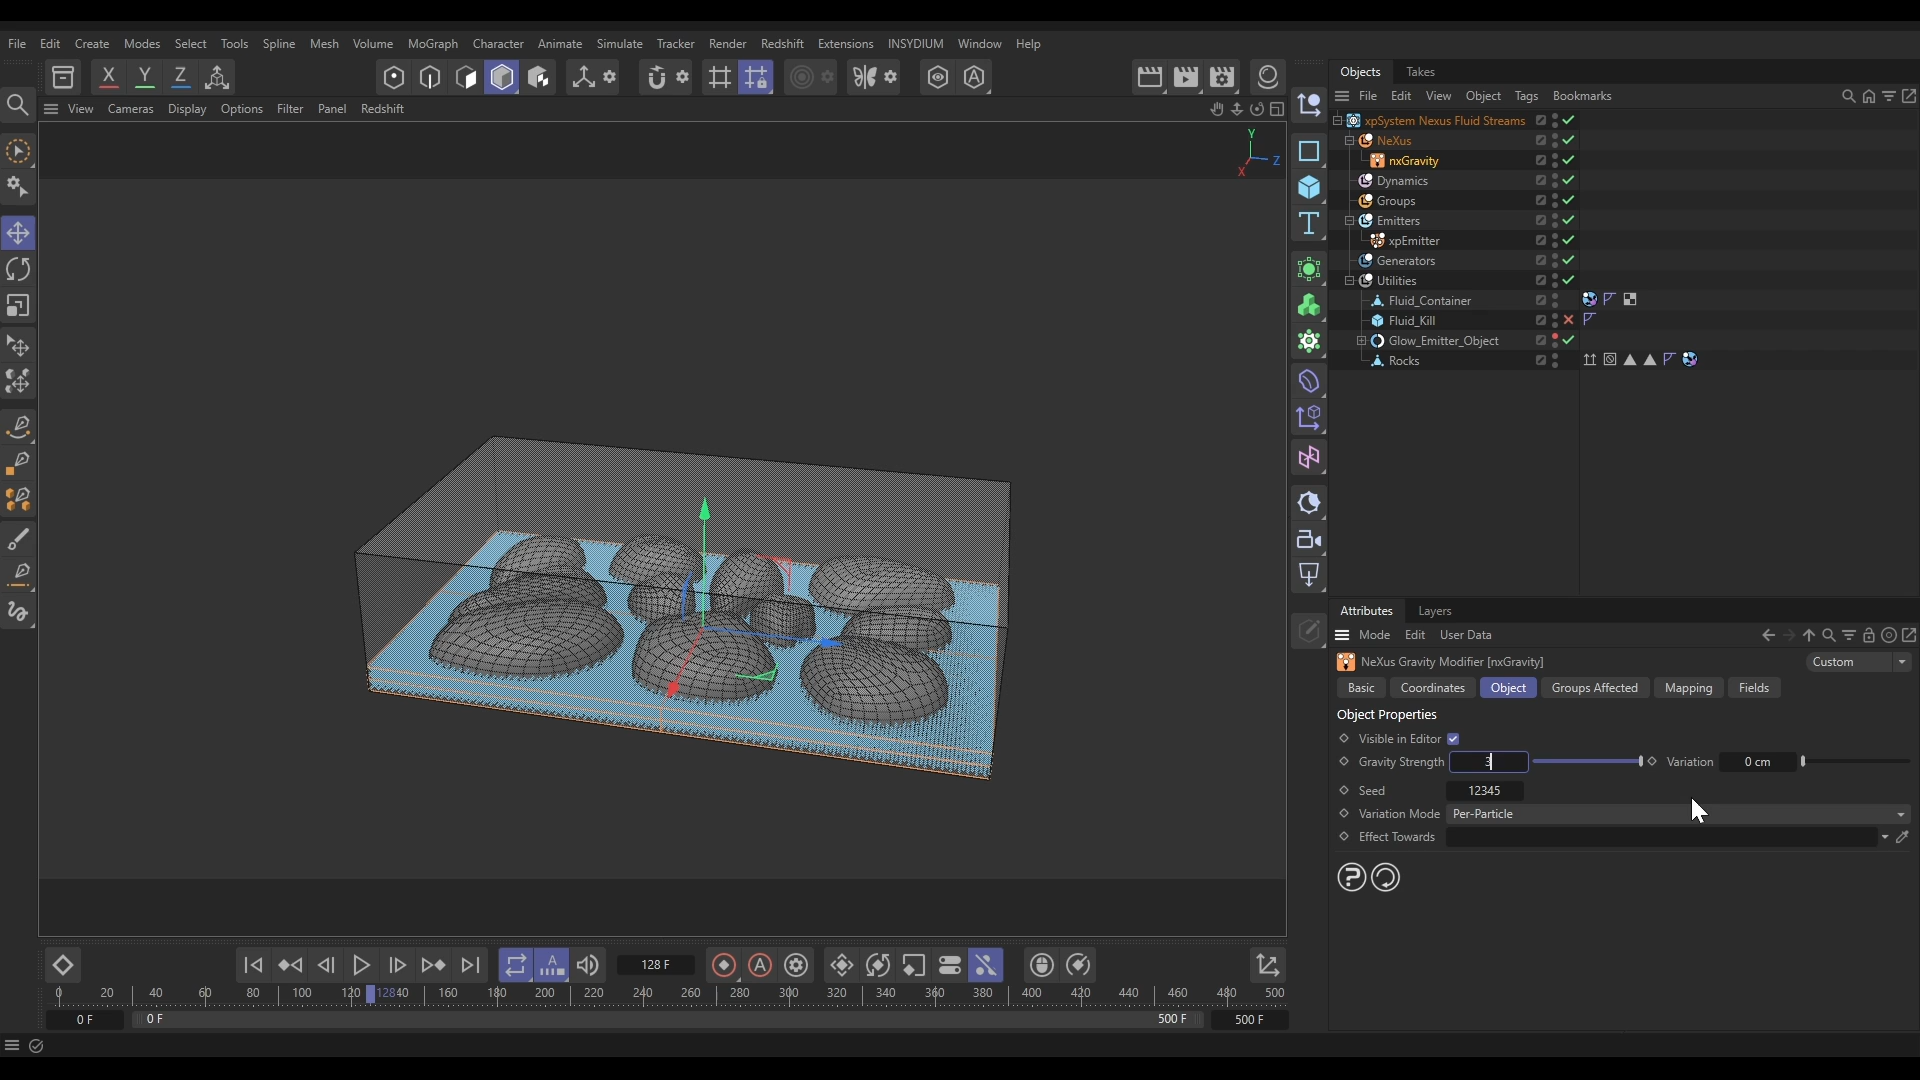 File Edit Create Modes Select Tools Spline Mesh Volume MoGraph Character Animate Simulate Tracker Render Redshift Extensions INSYDIUM Window Help
X Y Z
View Cameras Display Options Filter Panel Redshift
Y
Z
X
Objects Takes
File Edit View Object Tags Bookmarks
xpSystem Nexus Fluid Streams
NeXus
nxGravity
Dynamics
Groups
Emitters
xpEmitter
Generators
Utilities
Fluid_Container
Fluid_Kill
Glow_Emitter_Object
Rocks
Attributes Layers
Mode Edit User Data
NeXus Gravity Modifier [nxGravity] Custom
Basic Coordinates Object Groups Affected Mapping Fields
Object Properties
Visible in Editor
Gravity Strength 3 Variation 0 cm
Seed 12345
Variation Mode Per-Particle
Effect Towards
128 F
0 20 40 60 80 100 120 12840 160 180 200 220 240 260 280 300 320 340 360 380 400 420 440 460 480 500
0 F 0 F 500 F 500 F